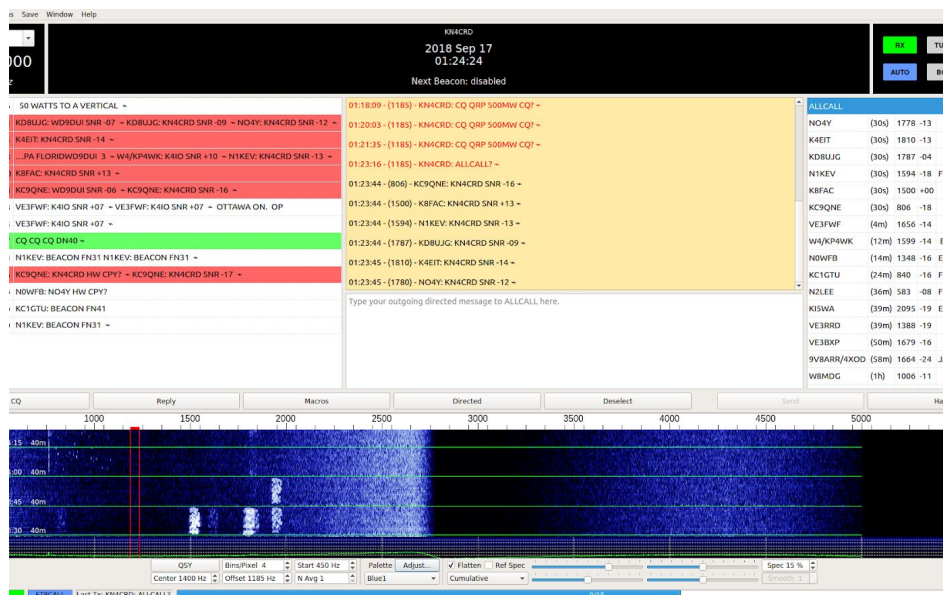 Save Window Help
KN4CRD
2018 Sep 17
01:24:24
Next Beacon: disabled
RX
AUTO
50 WATTS TO A VERTICAL ~
KD8UJG: WD9DUI SNR -07 ~ KD8UJG: KN4CRD SNR -09 ~ NO4Y: KN4CRD SNR -12 ~
K4EIT: KN4CRD SNR -14 ~
...PA FLORIDWD9DUI 3 ~ W4/KP4WK: K4IO SNR +10 ~ N1KEV: KN4CRD SNR -13 ~
K8FAC: KN4CRD SNR +13 ~
KC9QNE: WD9DUI SNR -06 ~ KC9QNE: KN4CRD SNR -16 ~
VE3FWF: K4IO SNR +07 ~ VE3FWF: K4IO SNR +07 ~ OTTAWA ON. OP
VE3FWF: K4IO SNR +07 ~
CQ CQ CQ DN40 ~
N1KEV: BEACON FN31 N1KEV: BEACON FN31 ~
KC9QNE: KN4CRD HW CPY? ~ KC9QNE: KN4CRD SNR -17 ~
N0WFB: NO4Y HW CPY?
KC1GTU: BEACON FN41
N1KEV: BEACON FN31 ~
01:18:09 - (1185) - KN4CRD: CQ QRP 500MW CQ? ~
01:20:03 - (1185) - KN4CRD: CQ QRP 500MW CQ? ~
01:21:35 - (1185) - KN4CRD: CQ QRP 500MW CQ? ~
01:23:16 - (1185) - KN4CRD: ALLCALL? ~
01:23:44 - (806) - KC9QNE: KN4CRD SNR -16 ~
01:23:44 - (1500) - K8FAC: KN4CRD SNR +13 ~
01:23:44 - (1594) - N1KEV: KN4CRD SNR -13 ~
01:23:44 - (1787) - KD8UJG: KN4CRD SNR -09 ~
01:23:45 - (1810) - K4EIT: KN4CRD SNR -14 ~
01:23:45 - (1780) - NO4Y: KN4CRD SNR -12 ~
Type your outgoing directed message to ALLCALL here.
ALLCALL
NO4Y (30s) 1778 -13
K4EIT (30s) 1810 -13
KD8UJG (30s) 1787 -04
N1KEV (30s) 1594 -18 F
K8FAC (30s) 1500 +00
KC9QNE (30s) 806 -18
VE3FWF (4m) 1656 -14
W4/KP4WK (12m) 1599 -14 E
N0WFB (14m) 1348 -16 E
KC1GTU (24m) 840 -16 F
N2LEE (36m) 583 -08 F
KI5WA (39m) 2095 -19 E
VE3RRD (39m) 1388 -19
VE3BXP (50m) 1679 -16
9V8ARR/4XOD (58m) 1664 -24 J
W8MDG (1h) 1006 -11
CQ Reply Macros Directed Deselect Send Ha
1000 1500 2000 2500 3000 3500 4000 4500 5000
:15 40m
:00 40m
:45 40m
:30 40m
QSY Bins/Pixel 4 Start 450 Hz Palette Adjust... Flatten Ref Spec Spec 15 %
Center 1400 Hz Offset 1185 Hz N Avg 1 Blue1 Cumulative Smooth 1
Last Tx: KN4CRD: ALLCALL?